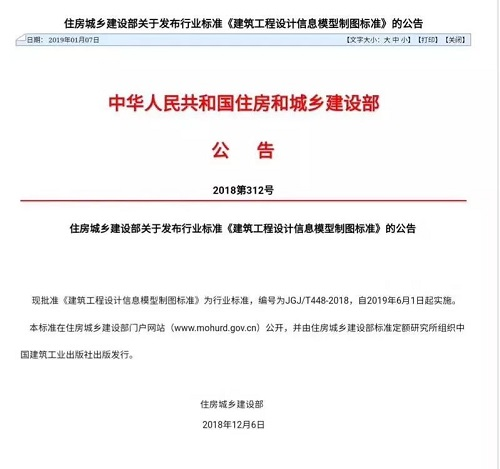 住房城乡建设部关于发布行业标准《建筑工程设计信息模型制图标准》的公告
日期： 2019年01月07日 【文字大小：大 中 小】【打印】【关闭】
中华人民共和国住房和城乡建设部
公 告
2018第312号
住房城乡建设部关于发布行业标准《建筑工程设计信息模型制图标准》的公告
现批准《建筑工程设计信息模型制图标准》为行业标准，编号为JGJ/T448-2018，自2019年6月1日起实施。
本标准在住房城乡建设部门户网站（www.mohurd.gov.cn）公开，并由住房城乡建设部标准定额研究所组织中
国建筑工业出版社出版发行。
住房城乡建设部
2018年12月6日